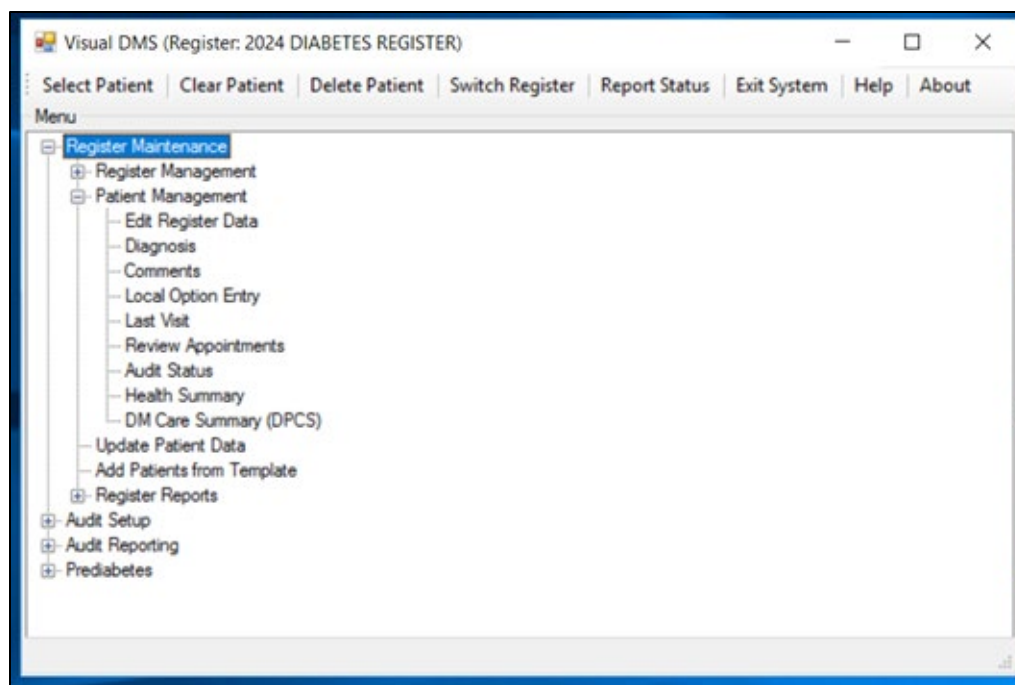 Visual DMS (Register: 2024 DIABETES REGISTER)
Select Patient Clear Patient Delete Patient Switch Register Report Status Exit System Help About
Menu
Register Maintenance
Register Management
Patient Management
Edit Register Data
Diagnosis
Comments
Local Option Entry
Last Visit
Review Appointments
Audit Status
Health Summary
DM Care Summary (DPCS)
Update Patient Data
Add Patients from Template
Register Reports
Audit Setup
Audit Reporting
Prediabetes